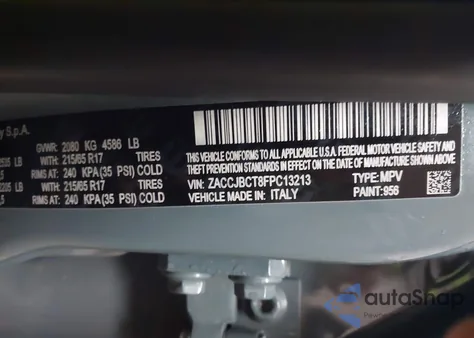 y S.p.A.
GVWR: 2080 KG 4586 LB
WITH: 215/65 R17 TIRES
RIMS AT: 240 KPA(35 PSI) COLD
WITH: 215/65 R17 TIRES
RIMS AT: 240 KPA(35 PSI) COLD
THIS VEHICLE CONFORMS TO ALL APPLICABLE U.S.A. FEDERAL MOTOR VEHICLE SAFETY AND
THEFT PREVENTION STANDARDS IN EFFECT ON THE DATE OF MANUFACTURE SHOWN ABOVE.
VIN: ZACCJBCT8FPC13213 TYPE: MPV
VEHICLE MADE IN: ITALY PAINT: 956
autaShap